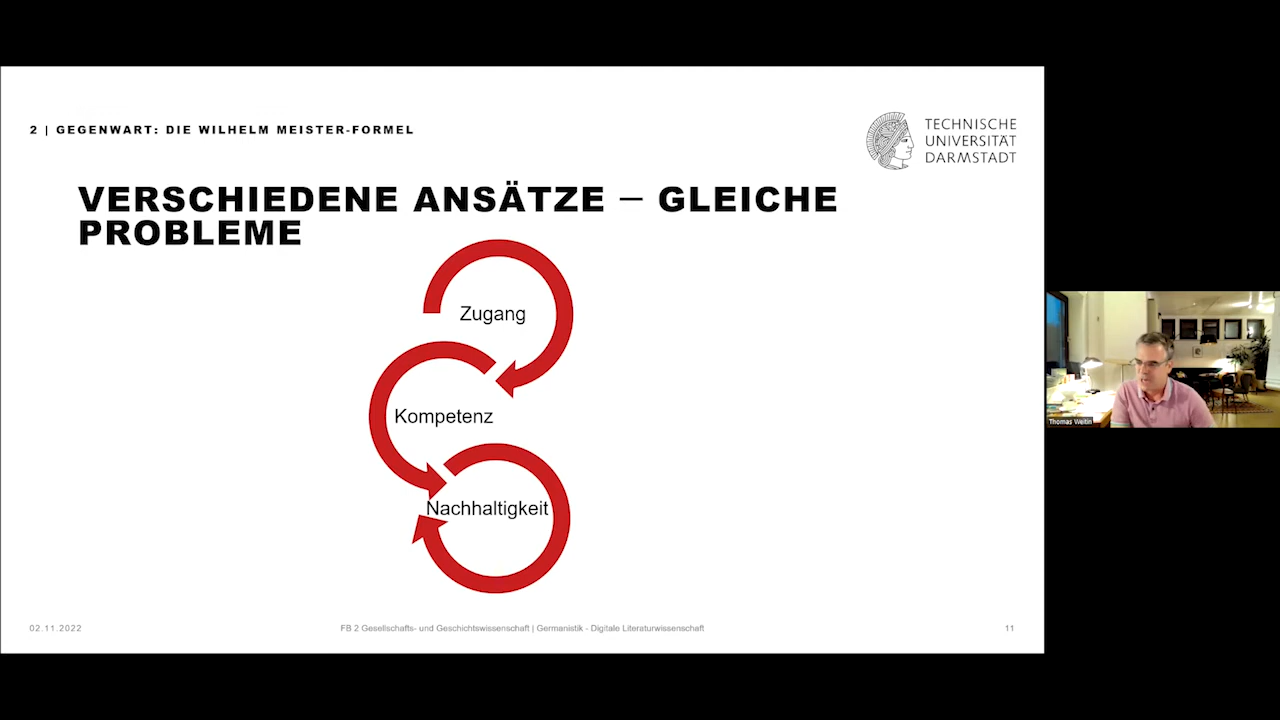 2 | GEGENWART: DIE WILHELM MEISTER-FORMEL
TECHNISCHE
UNIVERSITÄT
DARMSTADT
VERSCHIEDENE ANSÄTZE – GLEICHE
PROBLEME
Zugang
Kompetenz
Nachhaltigkeit
Thomas Weitin
02.11.2022
FB 2 Gesellschafts- und Geschichtswissenschaft | Germanistik - Digitale Literaturwissenschaft
11